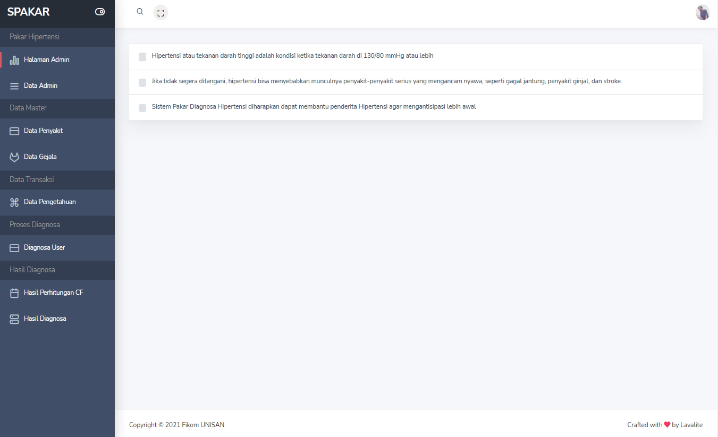 SPAKAR
Pakar Hipertensi
Halaman Admin
Data Admin
Data Master
Data Penyakit
Data Gejala
Data Transaksi
Data Pengetahuan
Proses Diagnosa
Diagnosa User
Hasil Diagnosa
Hasil Perhitungan CF
Hasil Diagnosa
Hipertensi atau tekanan darah tinggi adalah kondisi ketika tekanan darah di 130/80 mmHg atau lebih
Jika tidak segera ditangani, hipertensi bisa menyebabkan munculnya penyakit-penyakit serius yang mengancam nyawa, seperti gagal jantung, penyakit ginjal, dan stroke.
Sistem Pakar Diagnosa Hipertensi diharapkan dapat membantu penderita Hipertensi agar mengantisipasi lebih awal
Copyright © 2021 Fikom UNISAN
Crafted with ❤ by Lavalite